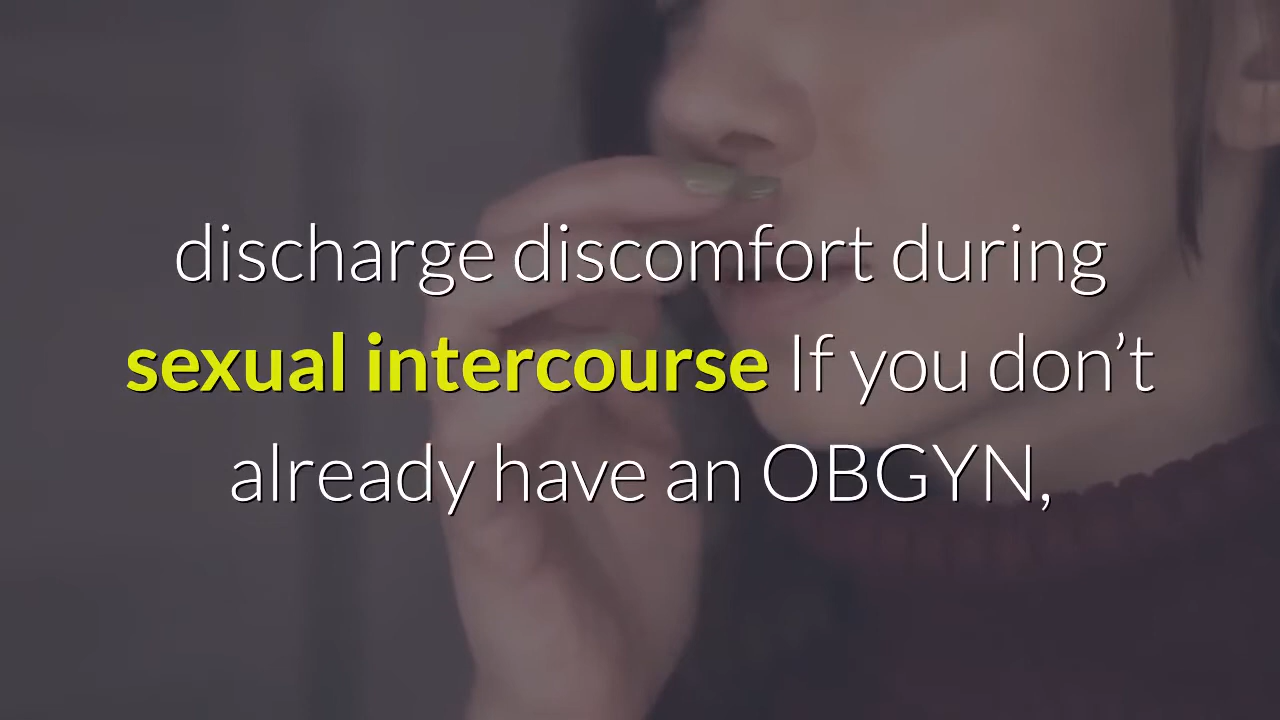 discharge discomfort during
sexual intercourse If you don’t
already have an OBGYN,